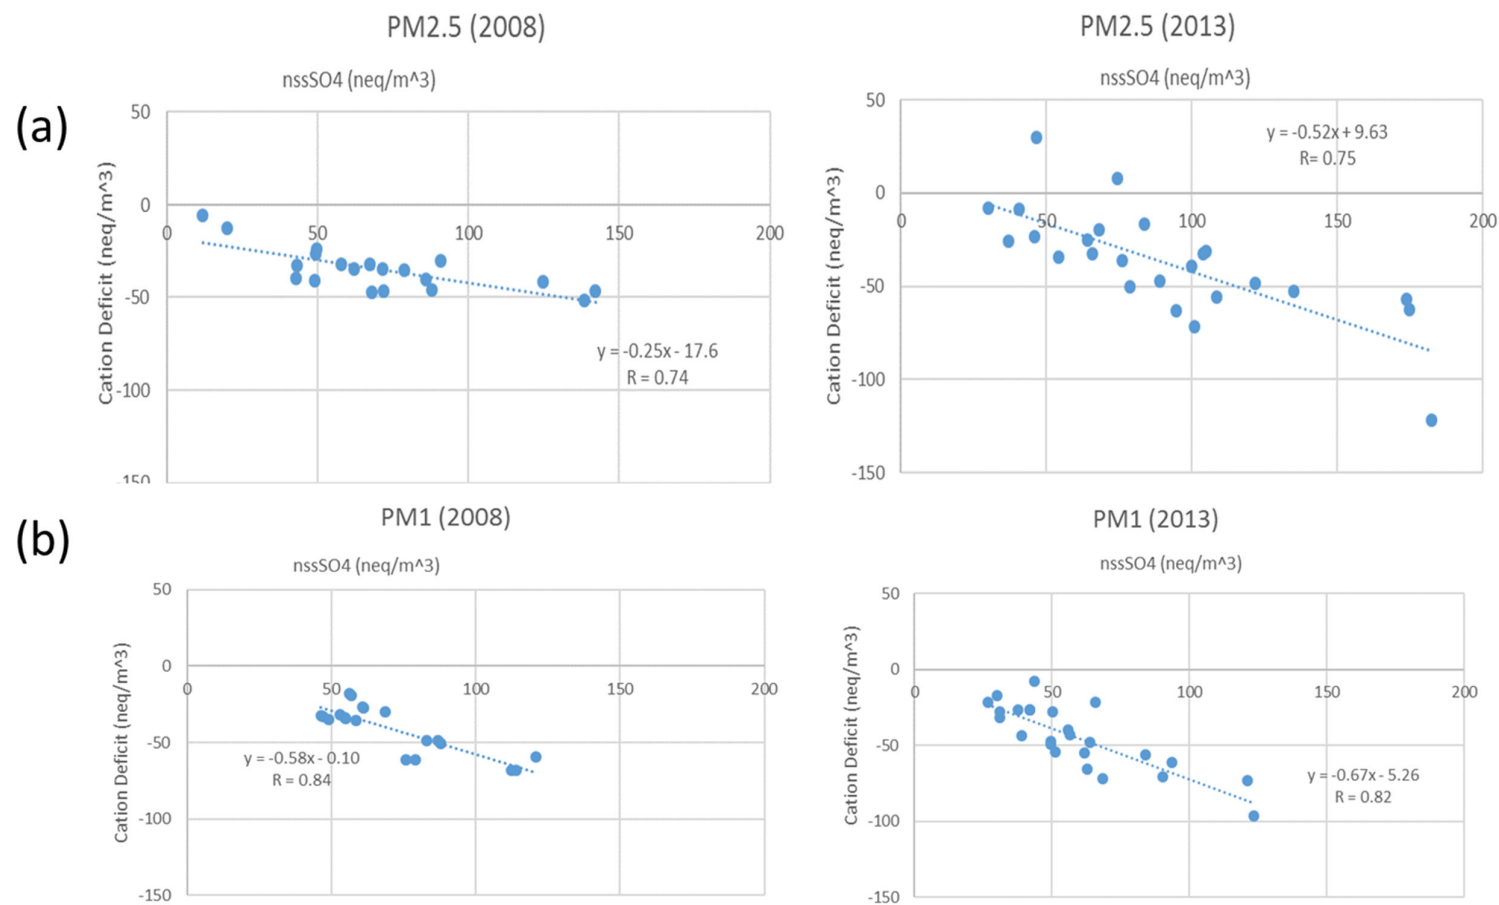 PM2.5 (2008)
nssSO4 (neq/m^3)
(a)
Cation Deficit (neq/m^3)
50
0
-50
-100
-150
0
50
100
150
200
y = -0.25x - 17.6
R = 0.74
PM2.5 (2013)
nssSO4 (neq/m^3)
Cation Deficit (neq/m^3)
50
0
-50
-100
-150
0
50
100
150
200
y = -0.52x + 9.63
R= 0.75
(b)
PM1 (2008)
nssSO4 (neq/m^3)
Cation Deficit (neq/m^3)
50
0
-50
-100
-150
0
50
100
150
200
y = -0.58x - 0.10
R = 0.84
PM1 (2013)
nssSO4 (neq/m^3)
Cation Deficit (neq/m^3)
50
0
-50
-100
-150
0
50
100
150
200
y = -0.67x - 5.26
R = 0.82